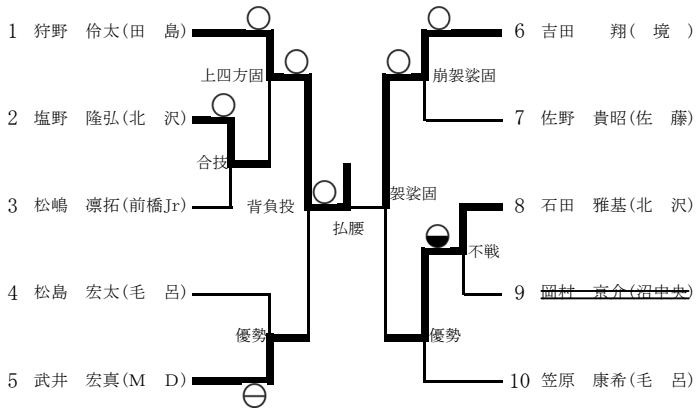 1 狩野 伶太(田 島)
上四方固
2 塩野 隆弘(北 沢)
合技
3 松嶋 凛拓(前橋Jr)
背負投
払腰
4 松島 宏太(毛 呂)
優勢
5 武井 宏真(M D)
6 吉田 翔( 境 )
崩袈裟固
7 佐野 貴昭(佐 藤)
袈裟固
8 石田 雅基(北 沢)
不戦
9 岡村 京介(沼中央)
優勢
10 笠原 康希(毛 呂)